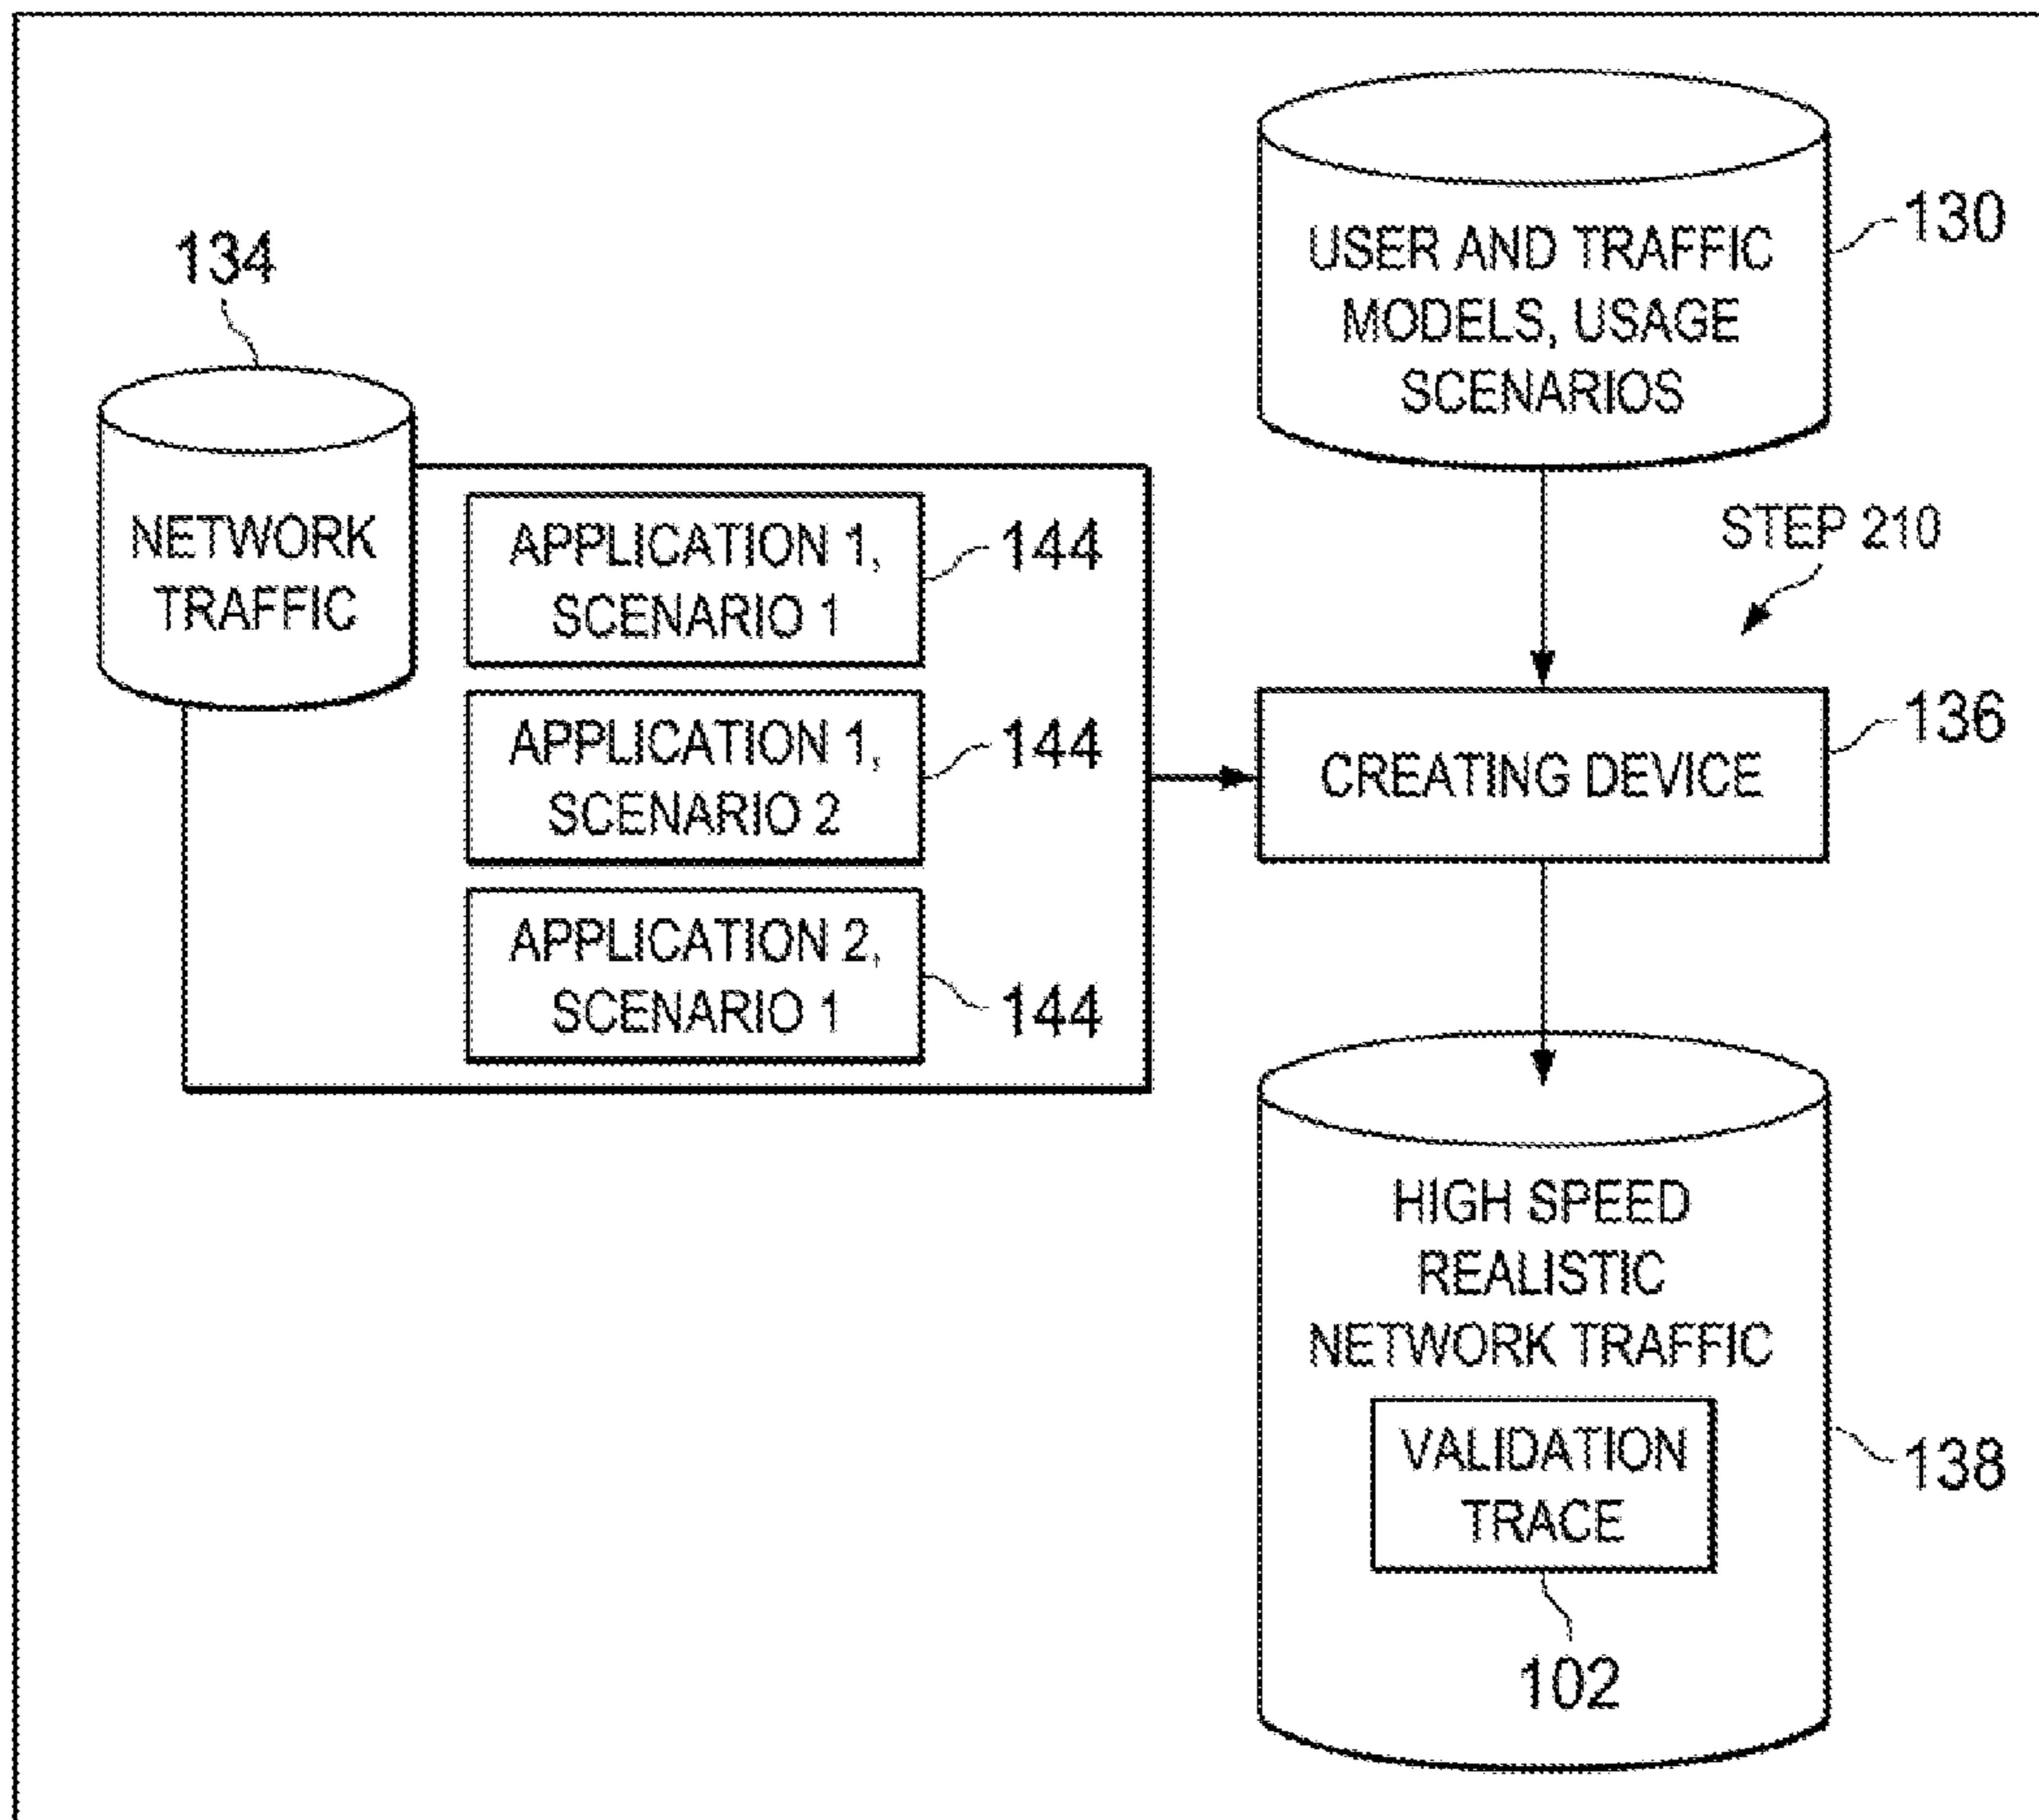 134
NETWORK
TRAFFIC
APPLICATION 1,
SCENARIO 1
144
APPLICATION 1,
SCENARIO 2
144
APPLICATION 2,
SCENARIO 1
144
USER AND TRAFFIC
MODELS, USAGE
SCENARIOS
130
STEP 210
CREATING DEVICE
136
HIGH SPEED
REALISTIC
NETWORK TRAFFIC
VALIDATION
TRACE
102
138